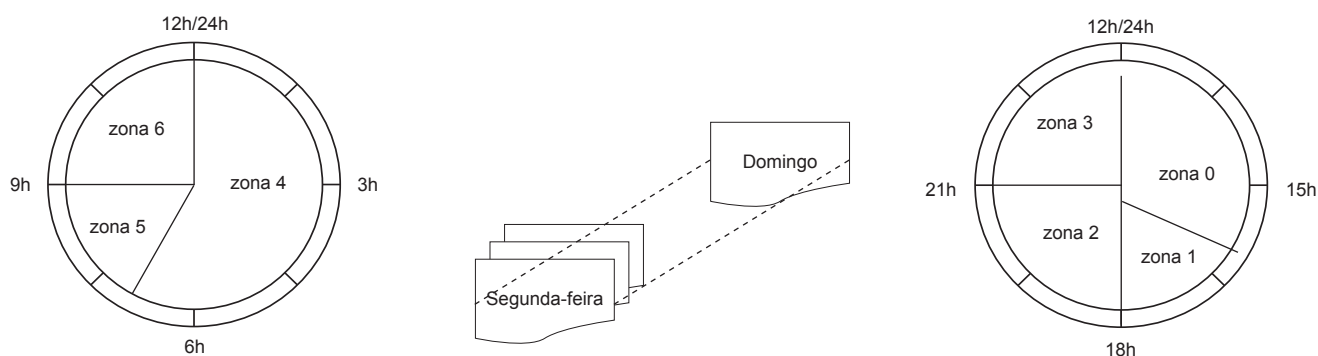 12h/24h
zona 6
zona 4
9h
3h
zona 5
6h
Domingo
Segunda-feira
12h/24h
zona 3
zona 0
21h
15h
zona 2
zona 1
18h